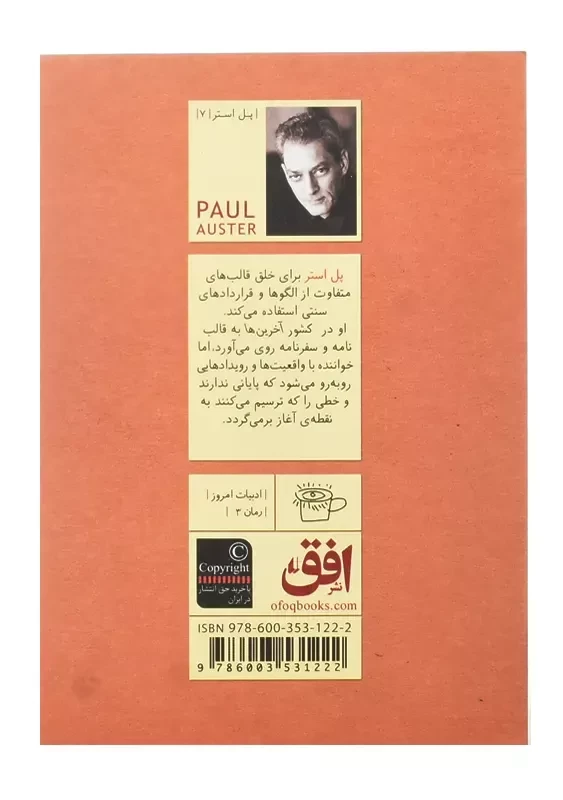 | پل استر | ۷ |
PAUL
AUSTER
پل استر برای خلق قالب‌های
متفاوت از الگوها و قراردادهای
سنتی استفاده می‌کند.
او در کشور آخرین‌ها به قالب
نامه و سفرنامه روی می‌آورد. اما
خواننده با واقعیت‌ها و رویدادهایی
روبه‌رو می‌شود که پایانی ندارند
و خطی را که ترسیم می‌کنند به
نقطه‌ی آغاز برمی‌گردد.
| ادبیات امروز |
| رمان ۳ |
©
Copyright
با خرید حق انتشار
در ایران
نشر افق
ofoqbooks.com
ISBN 978-600-353-122-2
9 786003 531222